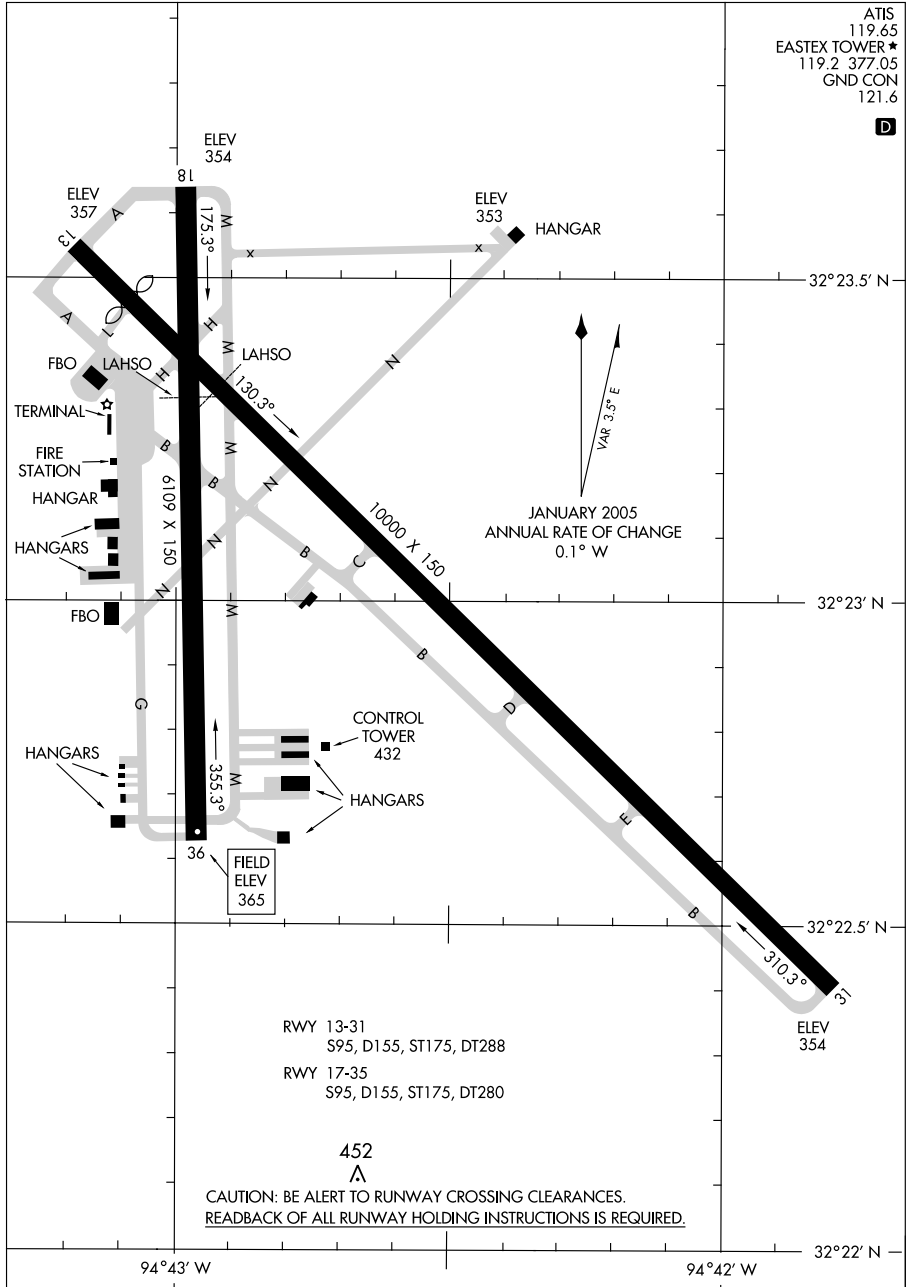 ATIS
119.65
EASTEX TOWER ★
119.2 377.05
GND CON
121.6
D
ELEV
354
18
ELEV
357
13
A
M
175.3°
ELEV
353
HANGAR
X
X
32°23.5' N
A
L
H
H
M
N
FBO
LAHSO
LAHSO
130.3°
VAR 3.5° E
TERMINAL
FIRE
STATION
B
M
B
N
HANGAR
6109 X 150
10000 X 150
JANUARY 2005
ANNUAL RATE OF CHANGE
0.1° W
HANGARS
N
B
C
N
FBO
M
32°23' N
B
G
D
CONTROL
TOWER
432
HANGARS
355.3°
M
HANGARS
E
36
FIELD
ELEV
365
B
32°22.5' N
310.3°
31
ELEV
354
RWY 13-31
S95, D155, ST175, DT288
RWY 17-35
S95, D155, ST175, DT280
452
CAUTION: BE ALERT TO RUNWAY CROSSING CLEARANCES.
READBACK OF ALL RUNWAY HOLDING INSTRUCTIONS IS REQUIRED.
32°22' N
94°43' W
94°42' W